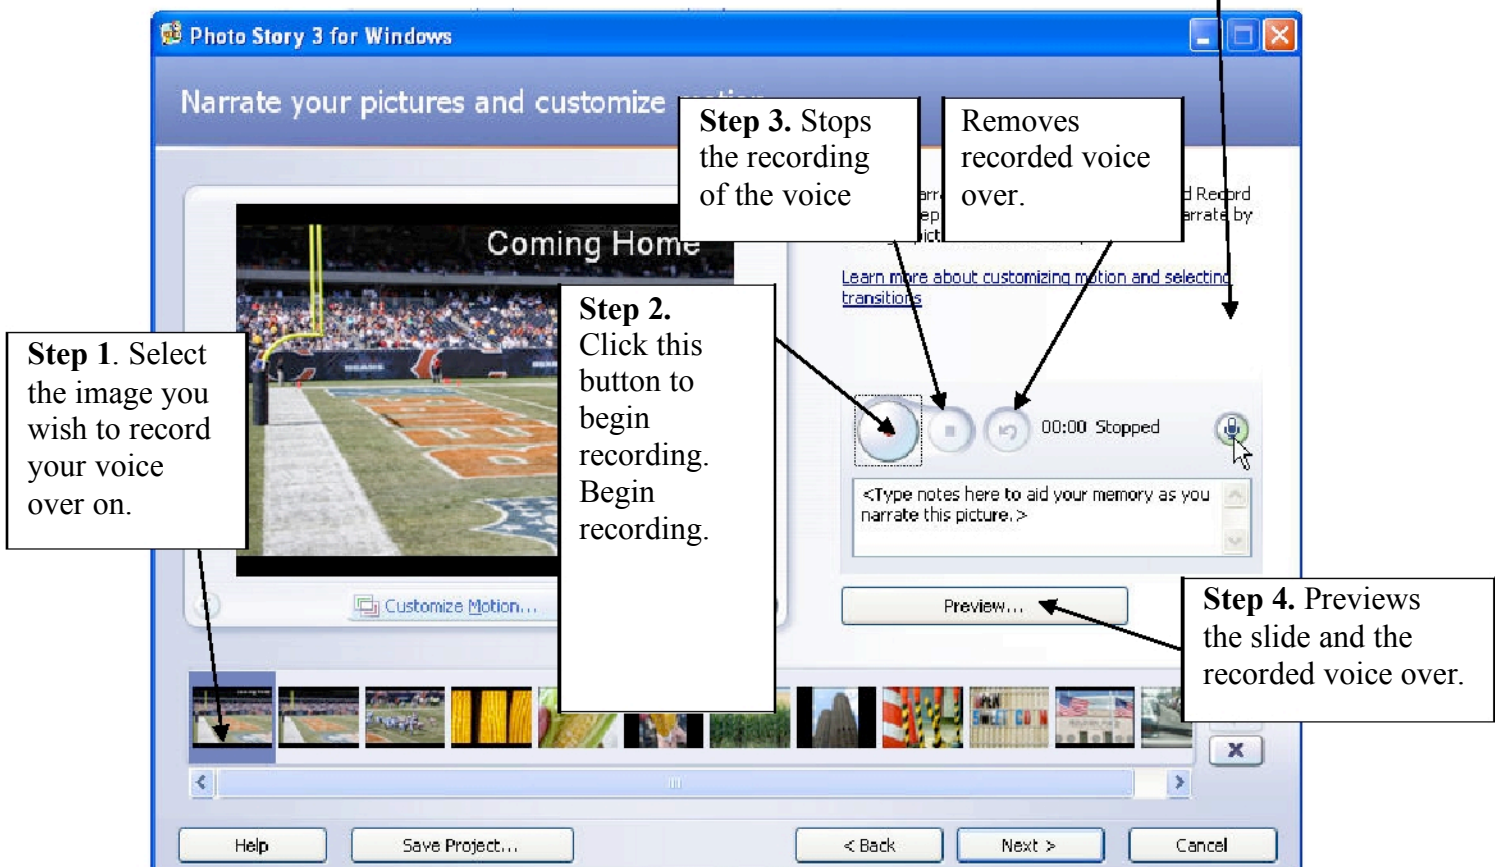 Photo Story 3 for Windows
Narrate your pictures and customize
Step 3. Stops
the recording
of the voice
Removes
recorded voice
over.
d Record
arrate by
Learn more about customizing motion and selecting
transitions
Coming Home
Step 1. Select
the image you
wish to record
your voice
over on.
Step 2.
Click this
button to
begin
recording.
Begin
recording.
00:00 Stopped
<Type notes here to aid your memory as you
narrate this picture.>
Customize Motion...
Preview...
Step 4. Previews
the slide and the
recorded voice over.
Help
Save Project...
< Back
Next >
Cancel